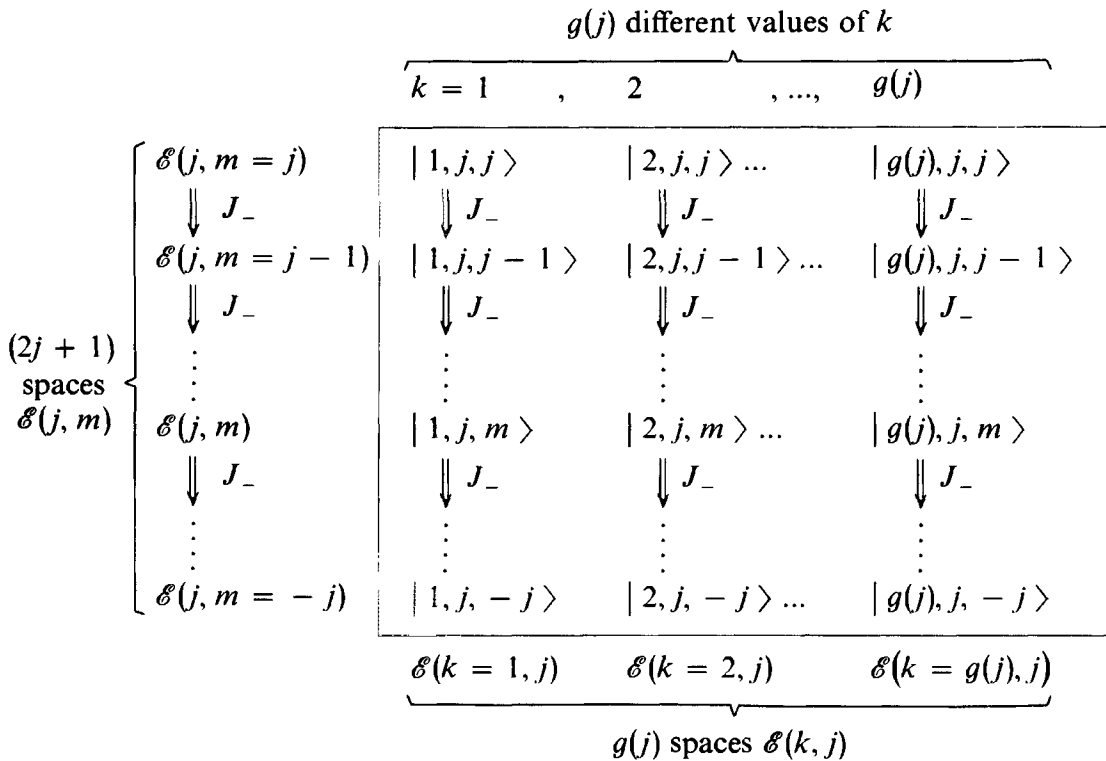 g(j) different values of k
k = 1 , 2 , ..., g(j)
ℰ(j, m = j) | 1, j, j ⟩ | 2, j, j ⟩ ... | g(j), j, j ⟩
⇓ J₋ ⇓ J₋ ⇓ J₋ ⇓ J₋
ℰ(j, m = j − 1) | 1, j, j − 1 ⟩ | 2, j, j − 1 ⟩ ... | g(j), j, j − 1 ⟩
⇓ J₋ ⇓ J₋ ⇓ J₋ ⇓ J₋
(2j + 1)
spaces
ℰ(j, m)
ℰ(j, m) | 1, j, m ⟩ | 2, j, m ⟩ ... | g(j), j, m ⟩
⇓ J₋ ⇓ J₋ ⇓ J₋ ⇓ J₋
ℰ(j, m = − j) | 1, j, − j ⟩ | 2, j, − j ⟩ ... | g(j), j, − j ⟩
ℰ(k = 1, j) ℰ(k = 2, j) ℰ(k = g(j), j)
g(j) spaces ℰ(k, j)